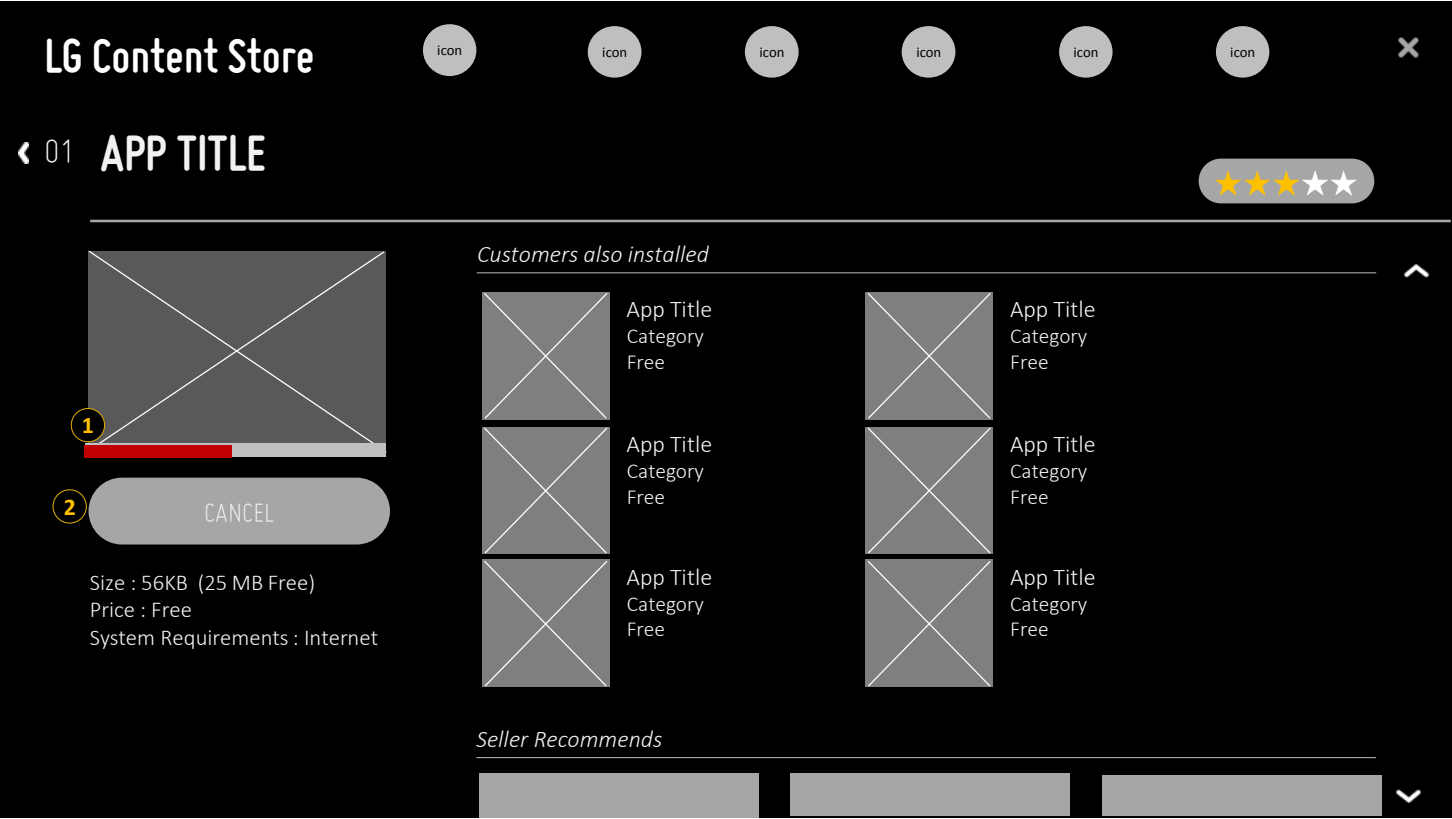 LG Content Store
icon
icon
icon
icon
icon
icon
01 APP TITLE
Customers also installed
App Title
Category
Free
App Title
Category
Free
App Title
Category
Free
App Title
Category
Free
App Title
Category
Free
App Title
Category
Free
1
2
CANCEL
Size : 56KB (25 MB Free)
Price : Free
System Requirements : Internet
Seller Recommends